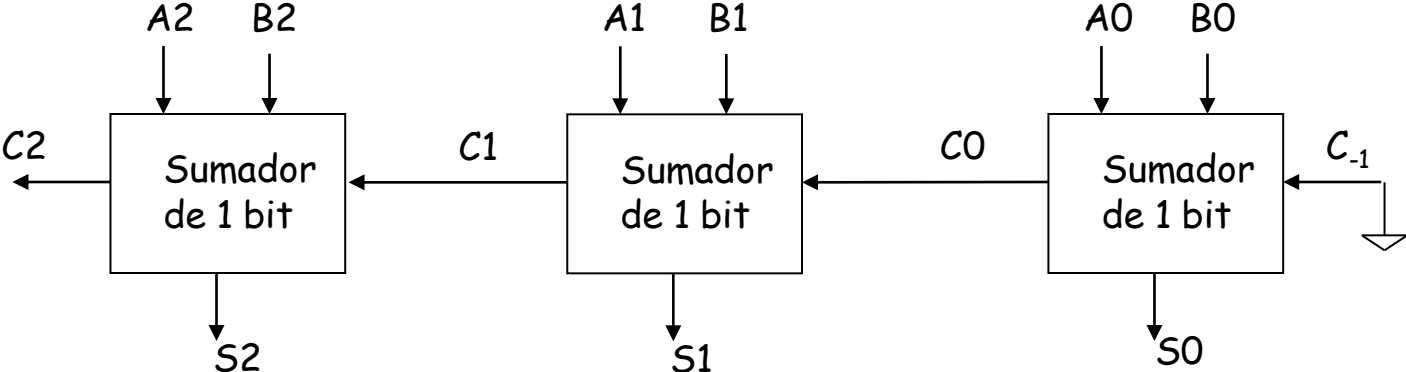 A2 B2 A1 B1 A0 B0
C2 C1 C0 C₋₁
Sumador
de 1 bit
Sumador
de 1 bit
Sumador
de 1 bit
S2 S1 S0